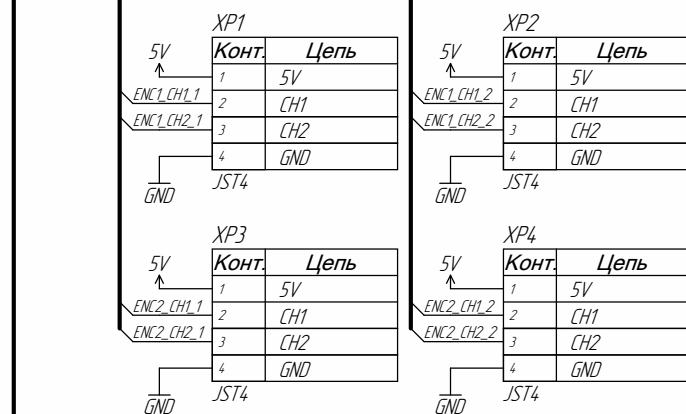 XP1
5V
Конт. Цепь
1 5V
ENC1_CH1_1
2 CH1
ENC1_CH2_1
3 CH2
4 GND
GND
JST4
XP2
5V
Конт. Цепь
1 5V
ENC1_CH1_2
2 CH1
ENC1_CH2_2
3 CH2
4 GND
GND
JST4
XP3
5V
Конт. Цепь
1 5V
ENC2_CH1_1
2 CH1
ENC2_CH2_1
3 CH2
4 GND
GND
JST4
XP4
5V
Конт. Цепь
1 5V
ENC2_CH1_2
2 CH1
ENC2_CH2_2
3 CH2
4 GND
GND
JST4